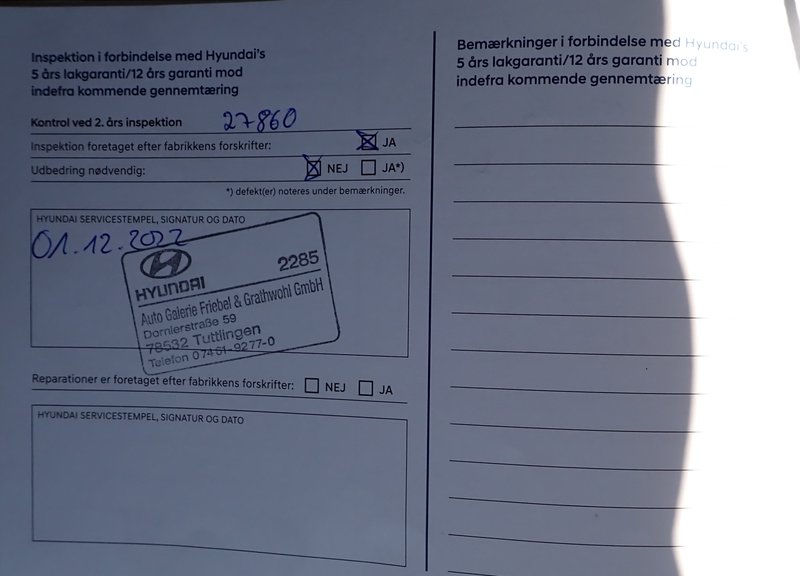 Inspektion i forbindelse med Hyundai's
5 års lakgaranti/12 års garanti mod
indefra kommende gennemtæring
Kontrol ved 2. års inspektion 27860
Inspektion foretaget efter fabrikkens forskrifter: JA
Udbedring nødvendig: NEJ JA*)
*) defekt(er) noteres under bemærkninger.
HYUNDAI SERVICESTEMPEL, SIGNATUR OG DATO
01.12.2022
HYUNDAI 2285
Auto Galerie Friebel & Grathwohl GmbH
Dornierstraße 59
78532 Tuttlingen
Telefon 07461-9277-0
Reparationer er foretaget efter fabrikkens forskrifter: NEJ JA
HYUNDAI SERVICESTEMPEL, SIGNATUR OG DATO
Bemærkninger i forbindelse med Hyundai's
5 års lakgaranti/12 års garanti mod
indefra kommende gennemtæring